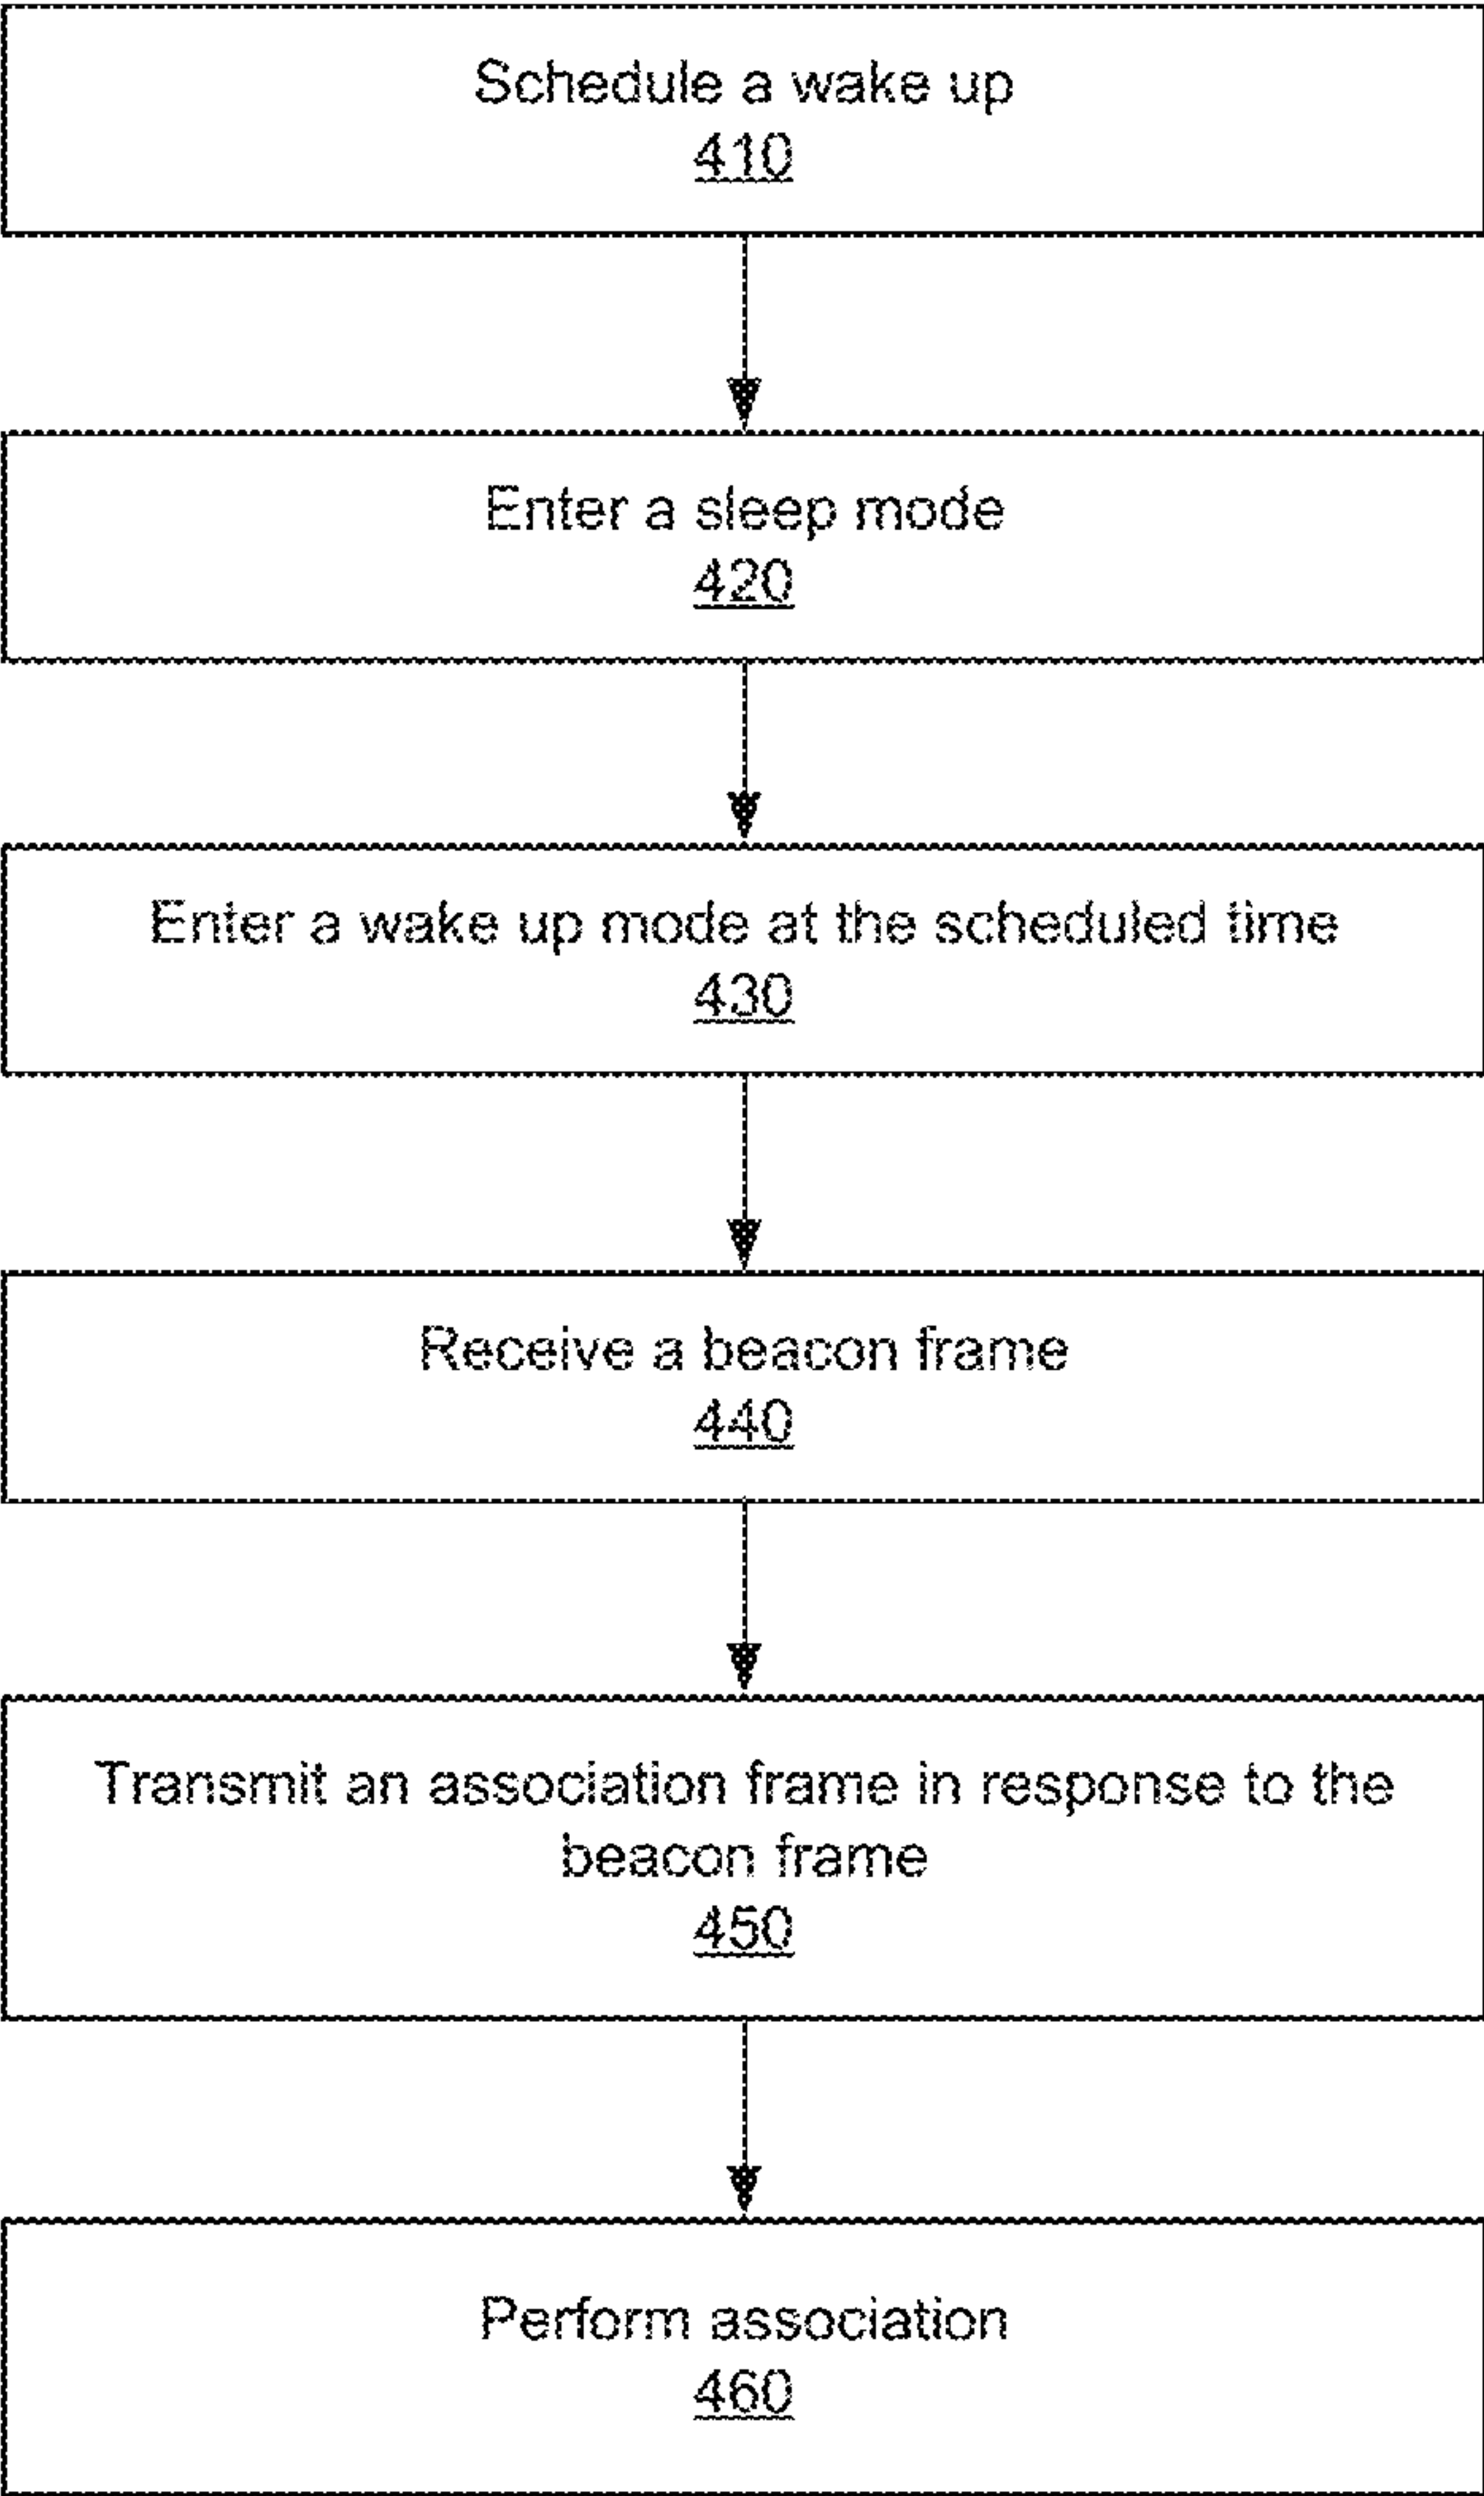 Schedule a wake up
410
Enter a sleep mode
420
Enter a wake up mode at the scheduled time
430
Receive a beacon frame
440
Transmit an association frame in response to the
beacon frame
450
Perform association
460